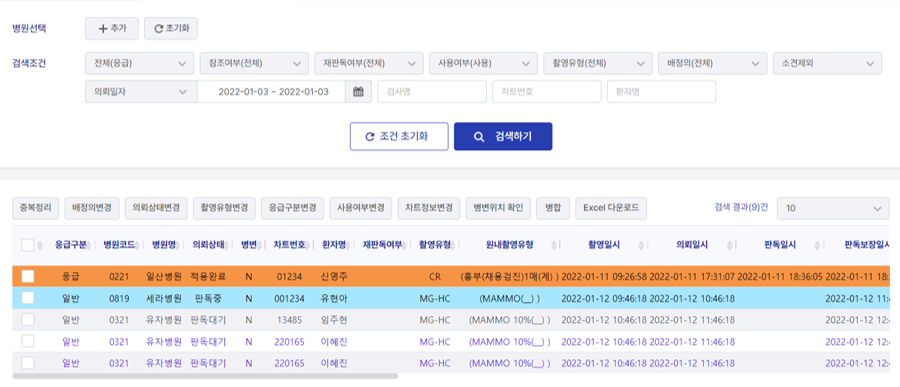 병원선택 + 추가 초기화
검색조건 전체(응급) 참조여부(전체) 재판독여부(전체) 사용여부(사용) 촬영유형(전체) 배정의(전체) 소견제외
의뢰일자 2022-01-03 ~ 2022-01-03 검사명 차트번호 환자명
조건 초기화 검색하기
중복정리 배정의변경 의뢰상태변경 촬영유형변경 응급구분변경 사용여부변경 차트정보변경 병변위치 확인 병합 Excel 다운로드 검색 결과(9)건 10
응급구분 병원코드 병원명 의뢰상태 병변 차트번호 환자명 재판독여부 촬영유형 원내촬영유형 촬영일시 의뢰일시 판독일시 판독보장일시
응급 0221 일산병원 적용완료 N 01234 신명주 CR (흉부(채용검진)1매(계) ) 2022-01-11 09:26:58 2022-01-11 17:31:07 2022-01-11 18:36:05 2022-01-11 18:
일반 0819 세라병원 판독중 N 001234 유현아 MG-HC (MAMMO(__) ) 2022-01-12 09:46:18 2022-01-12 10:46:18 2022-01-12 11:4
일반 0321 유자병원 판독대기 N 13485 임주현 MG-HC (MAMMO 10%(__) ) 2022-01-12 10:46:18 2022-01-12 11:46:18 2022-01-12 12:4
일반 0321 유자병원 판독대기 N 220165 이혜진 MG-HC (MAMMO 10%(__) ) 2022-01-12 10:46:18 2022-01-12 11:46:18 2022-01-12 11:4
일반 0321 유자병원 판독대기 N 220165 이혜진 MG-HC (MAMMO 10%(__) ) 2022-01-12 10:46:18 2022-01-12 11:46:18 2022-01-12 11:4